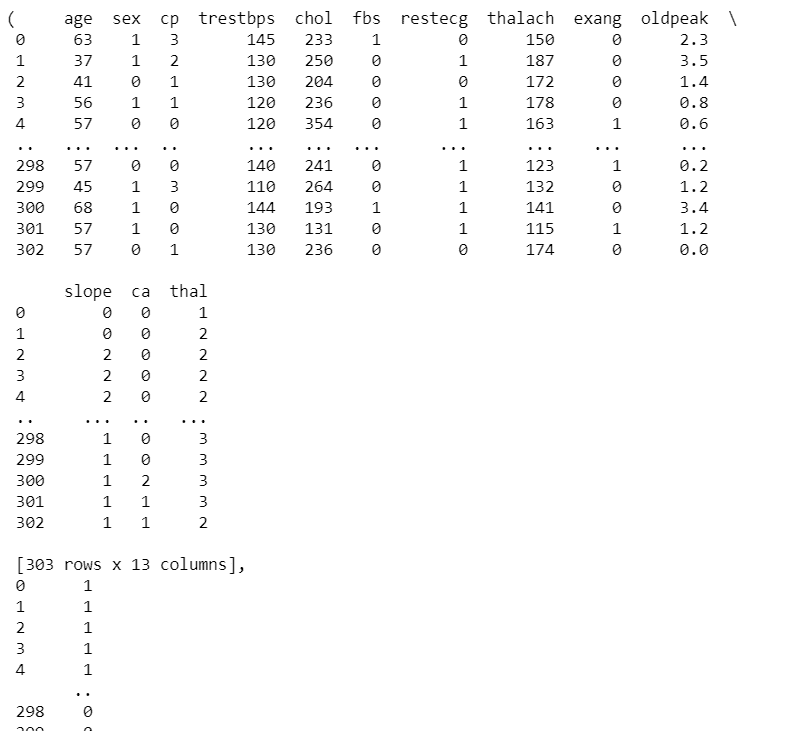 (    age  sex  cp  trestbps  chol  fbs  restecg  thalach  exang  oldpeak  \
0     63    1   3       145   233    1        0      150      0      2.3
1     37    1   2       130   250    0        1      187      0      3.5
2     41    0   1       130   204    0        0      172      0      1.4
3     56    1   1       120   236    0        1      178      0      0.8
4     57    0   0       120   354    0        1      163      1      0.6
..   ...  ...  ..       ...   ...  ...      ...      ...    ...      ...
298   57    0   0       140   241    0        1      123      1      0.2
299   45    1   3       110   264    0        1      132      0      1.2
300   68    1   0       144   193    1        1      141      0      3.4
301   57    1   0       130   131    0        1      115      1      1.2
302   57    0   1       130   236    0        0      174      0      0.0
     slope  ca  thal
0        0   0     1
1        0   0     2
2        2   0     2
3        2   0     2
4        2   0     2
..     ...  ..   ...
298      1   0     3
299      1   0     3
300      1   2     3
301      1   1     3
302      1   1     2
[303 rows x 13 columns],
0      1
1      1
2      1
3      1
4      1
..
298    0